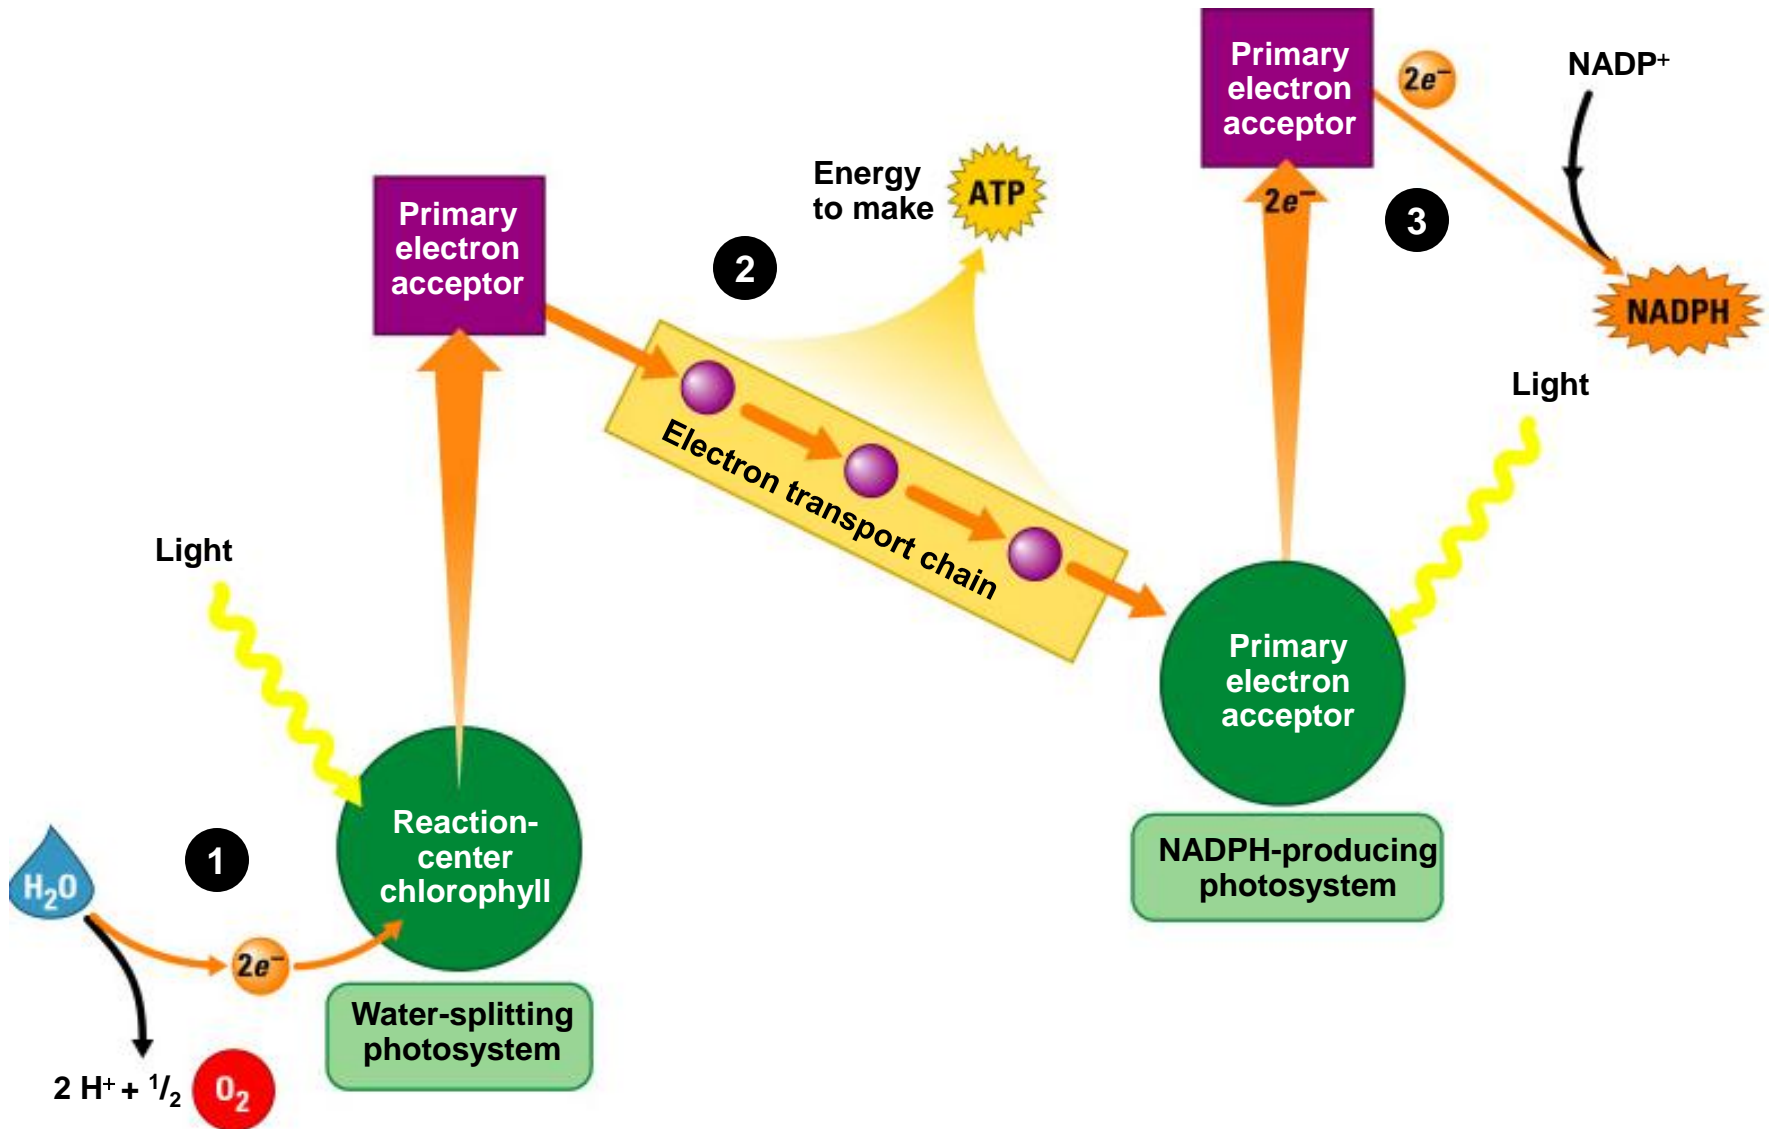 Primary
electron
acceptor
2e⁻
NADP⁺
Energy
to make
ATP
Primary
electron
acceptor
2
2e⁻
3
NADPH
Light
Electron transport chain
Light
Primary
electron
acceptor
Reaction-
center
chlorophyll
1
H₂O
NADPH-producing
photosystem
2e⁻
Water-splitting
photosystem
2 H⁺ + ¹/₂ O₂